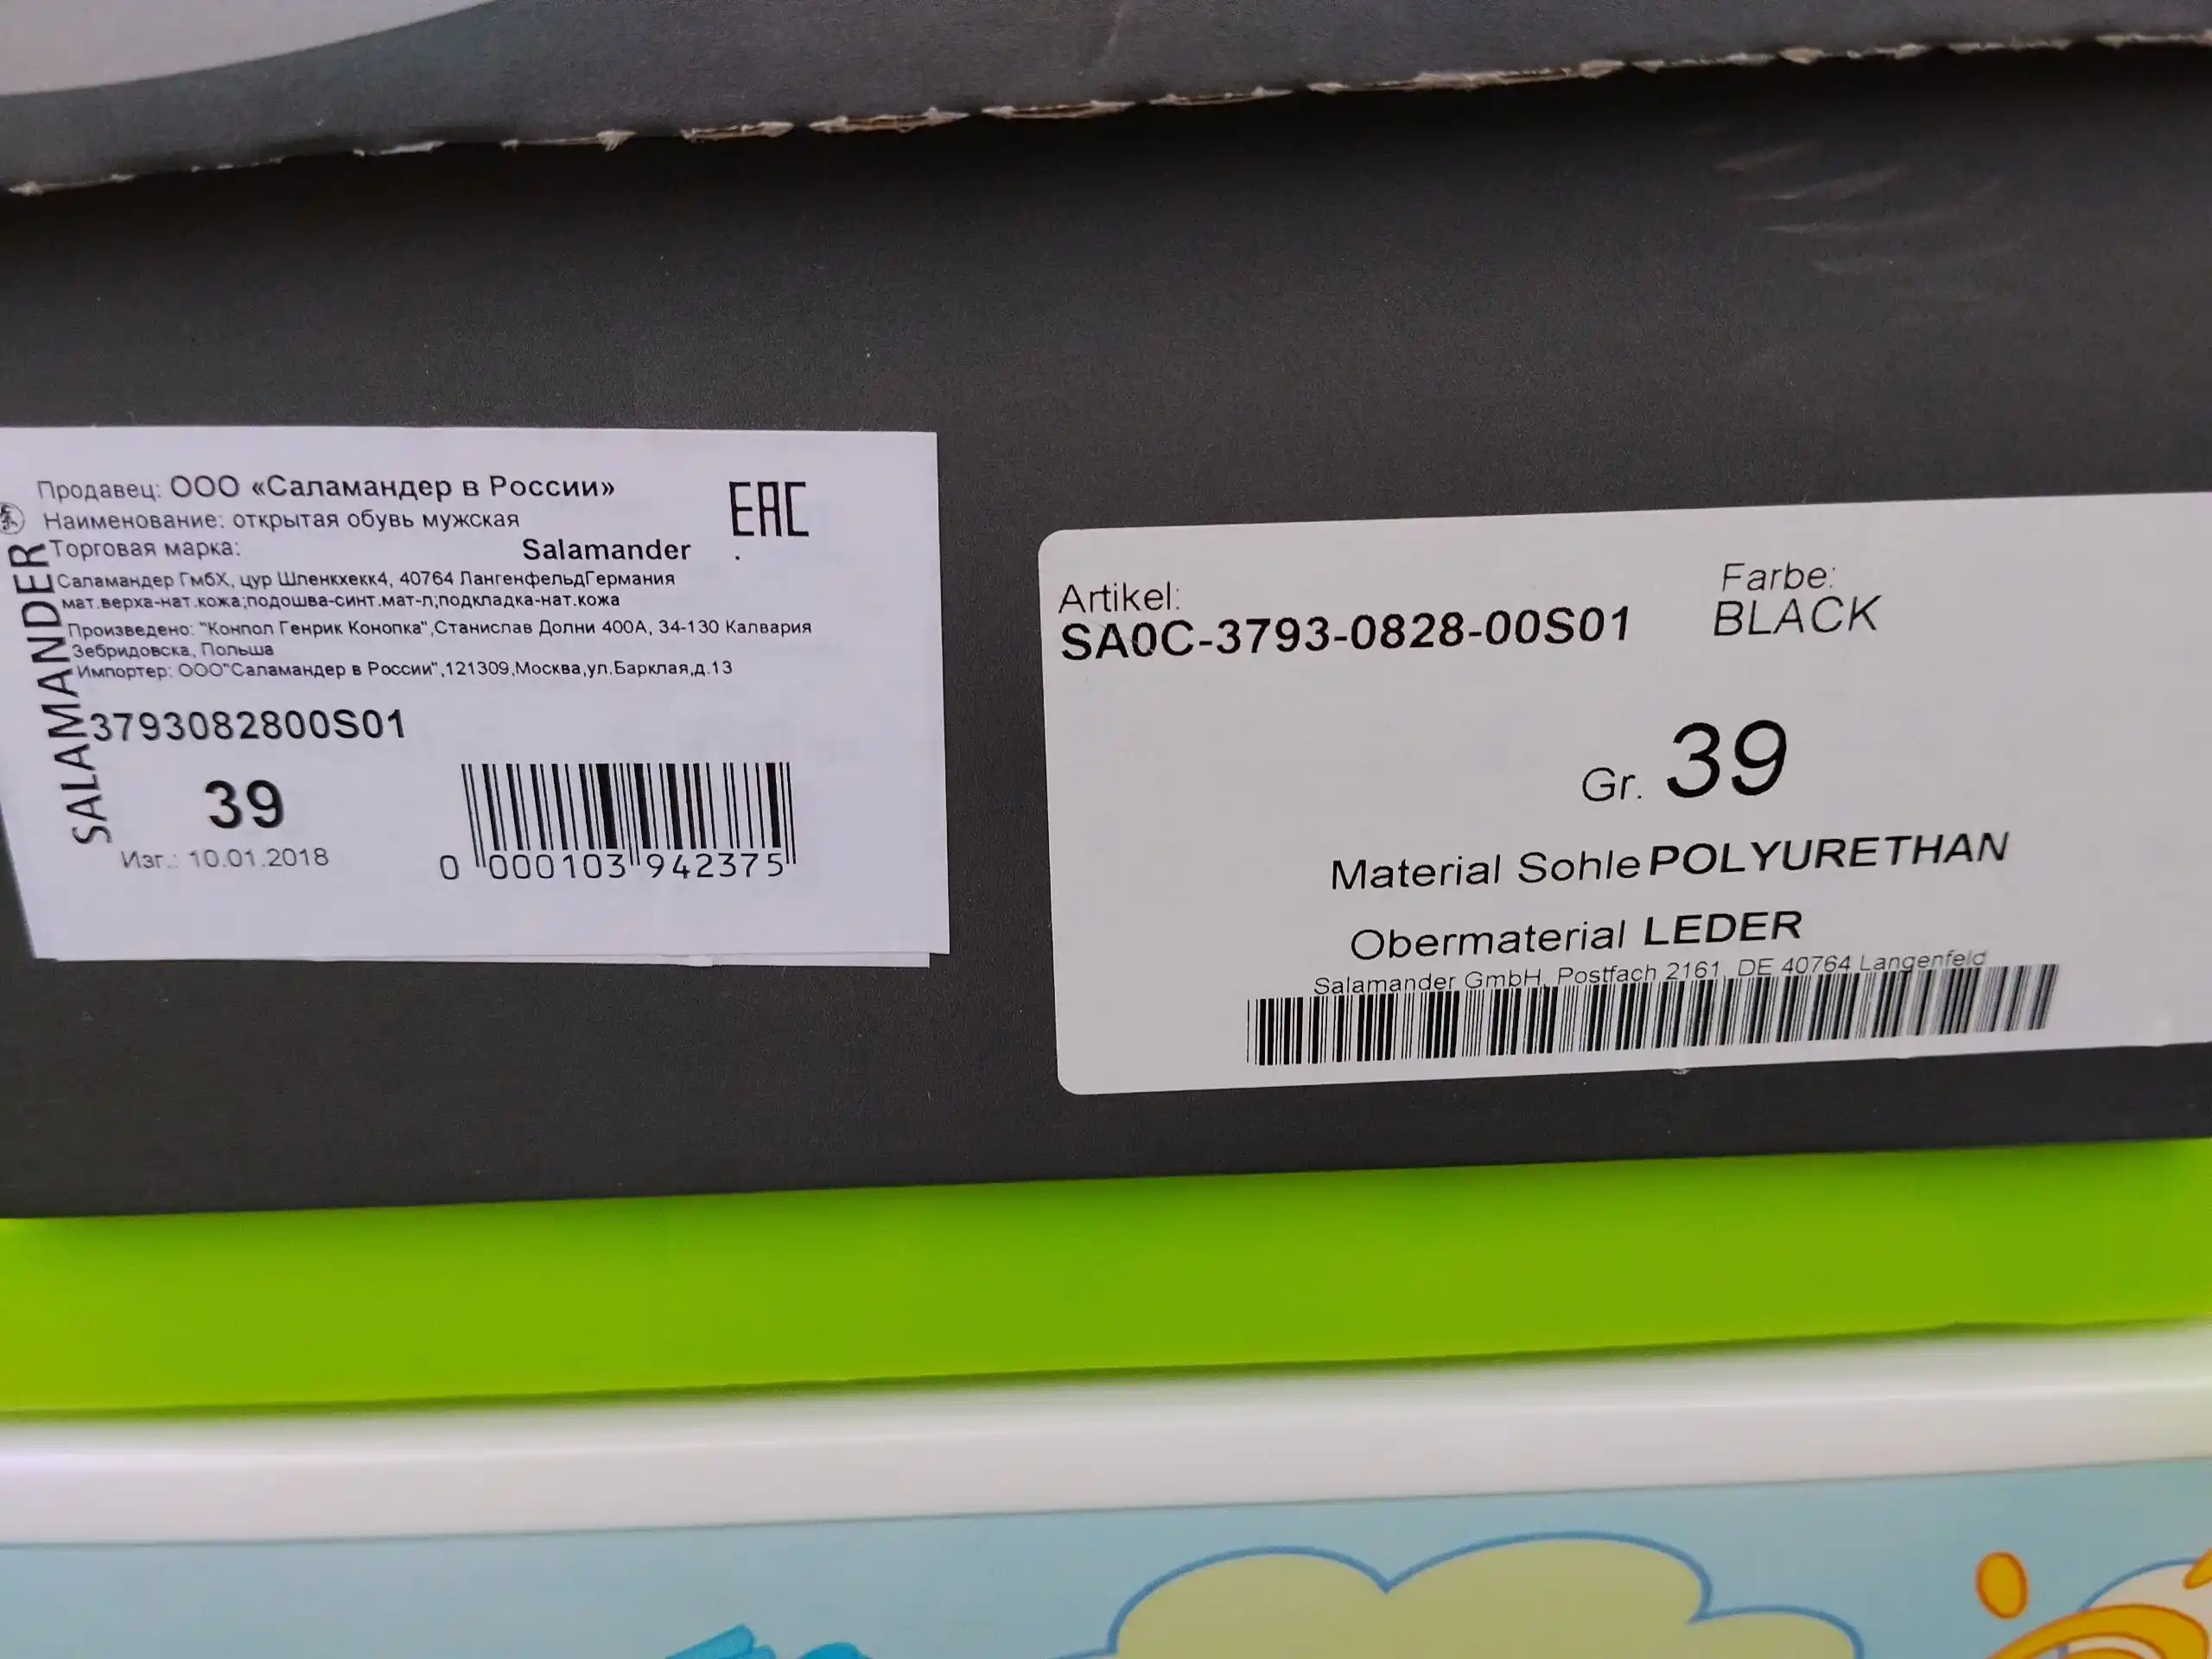 Продавец: ООО «Саламандер в России»
EAC
Наименование: открытая обувь мужская
Торговая марка:
Salamander
Саламандер ГмбХ, цур Шленкхекк4, 40764 ЛангенфельдГермания
мат.верха-нат.кожа;подошва-синт.мат-л;подкладка-нат.кожа
Произведено: "Конпол Генрик Конопка",Станислав Долни 400А, 34-130 Калвария
Зебридовска, Польша
Импортер: ООО"Саламандер в России",121309,Москва,ул.Барклая,д.13
SALAMANDER
3793082800S01
39
Изг.: 10.01.2018
0 000103 942375
Artikel:
SA0C-3793-0828-00S01
Farbe:
BLACK
Gr. 39
Material Sohle POLYURETHAN
Obermaterial LEDER
Salamander GmbH, Postfach 2161, DE 40764 Langenfeld